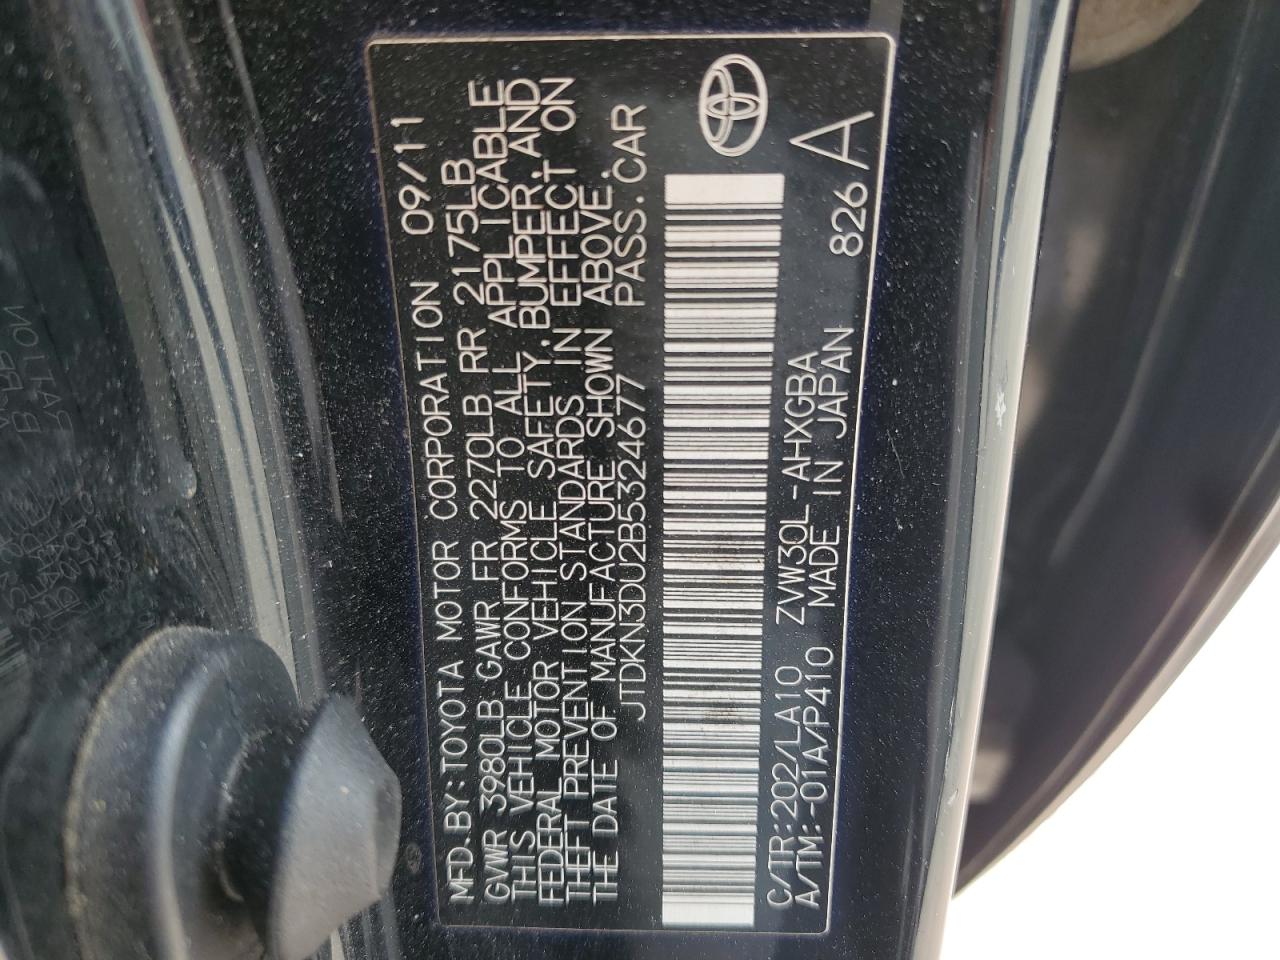 MFD.BY:TOYOTA MOTOR CORPORATION 09/11
GVWR 3980LB GAWR FR 2270LB RR 2175LB
THIS VEHICLE CONFORMS TO ALL APPLICABLE
FEDERAL MOTOR VEHICLE SAFETY, BUMPER, AND
THEFT PREVENTION STANDARDS IN EFFECT ON
THE DATE OF MANUFACTURE SHOWN ABOVE.
JTDKN3DU2B5324677 PASS.CAR
C/TR:202/LA10 ZVW30L-AHXGBA 826 A
A/TM:-01A/P410 MADE IN JAPAN